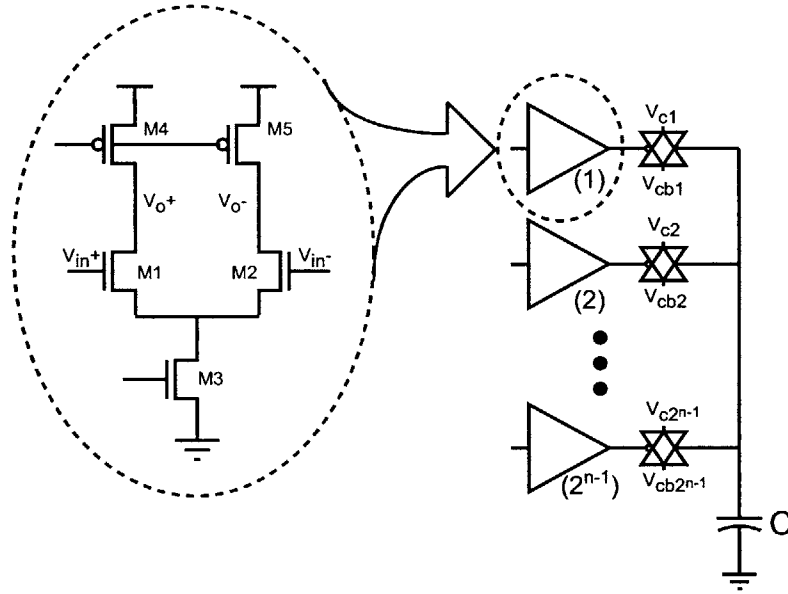 M4
M5
Vo+
Vo-
Vin+
M1
M2
Vin-
M3
Vc1
(1)
Vcb1
Vc2
(2)
Vcb2
Vc2ⁿ⁻¹
(2ⁿ⁻¹)
Vcb2ⁿ⁻¹
C